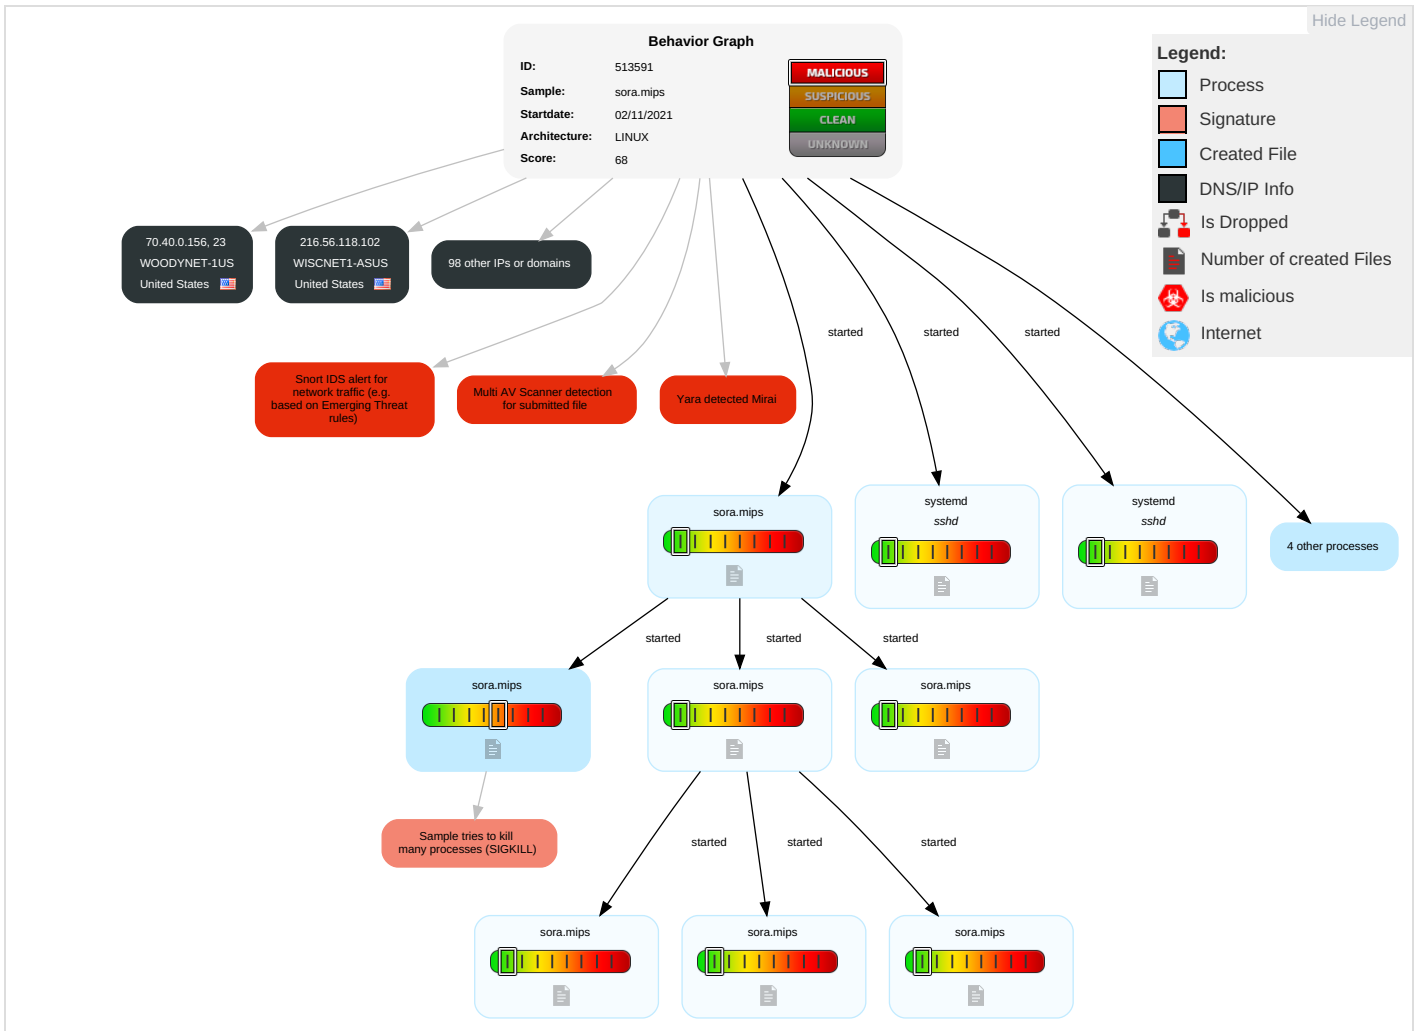 Hide Legend
Behavior Graph
ID: 513591
Sample: sora.mips
Startdate: 02/11/2021
Architecture: LINUX
Score: 68
MALICIOUS
SUSPICIOUS
CLEAN
UNKNOWN
Legend:
Process
Signature
Created File
DNS/IP Info
Is Dropped
Number of created Files
Is malicious
Internet
70.40.0.156, 23
WOODYNET-1US
United States
216.56.118.102
WISCNET1-ASUS
United States
98 other IPs or domains
started
started
started
Snort IDS alert for
network traffic (e.g.
based on Emerging Threat
rules)
Multi AV Scanner detection
for submitted file
Yara detected Mirai
sora.mips
systemd
sshd
systemd
sshd
4 other processes
started
started
started
sora.mips
sora.mips
sora.mips
Sample tries to kill
many processes (SIGKILL)
started
started
started
sora.mips
sora.mips
sora.mips